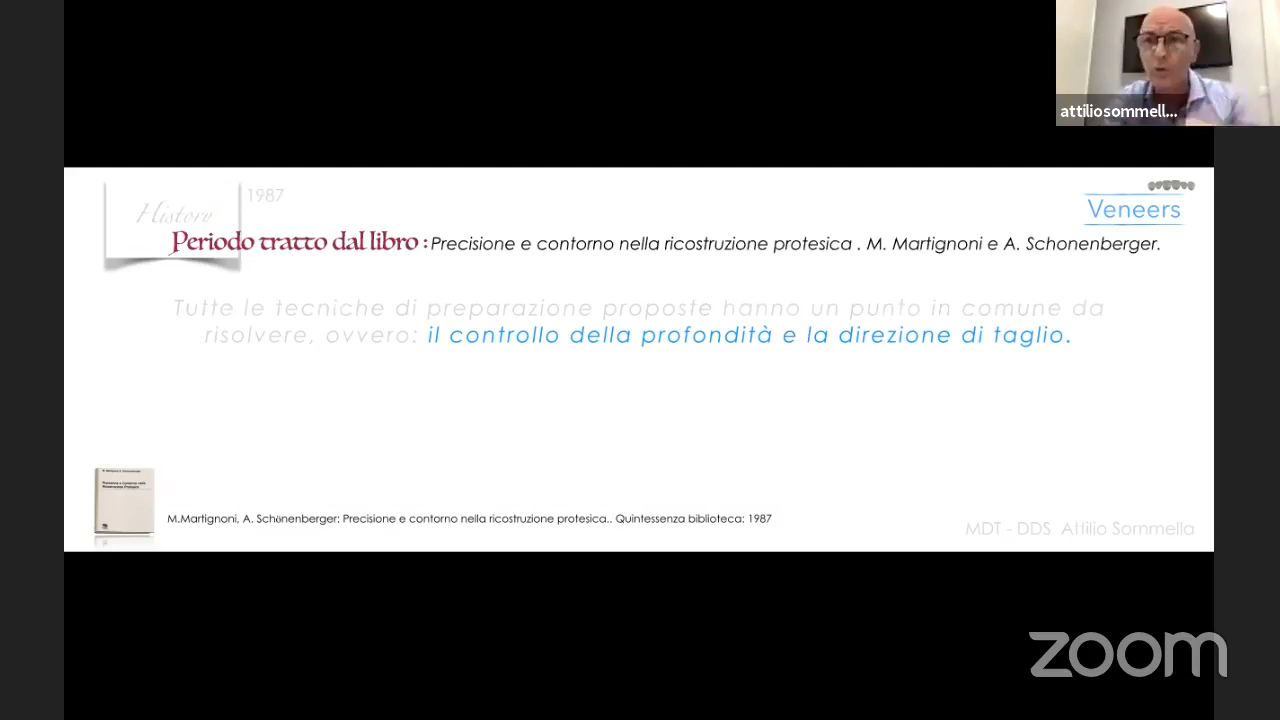 attiliosommell...
History
1987
Veneers
Periodo tratto dal libro : Precisione e contorno nella ricostruzione protesica . M. Martignoni e A. Schonenberger.
Tutte le tecniche di preparazione proposte hanno un punto in comune da
risolvere, ovvero: il controllo della profondità e la direzione di taglio.
M.Martignoni, A. Schönenberger: Precisione e contorno nella ricostruzione protesica.. Quintessenza biblioteca: 1987
MDT - DDS Attilio Sommella
zoom